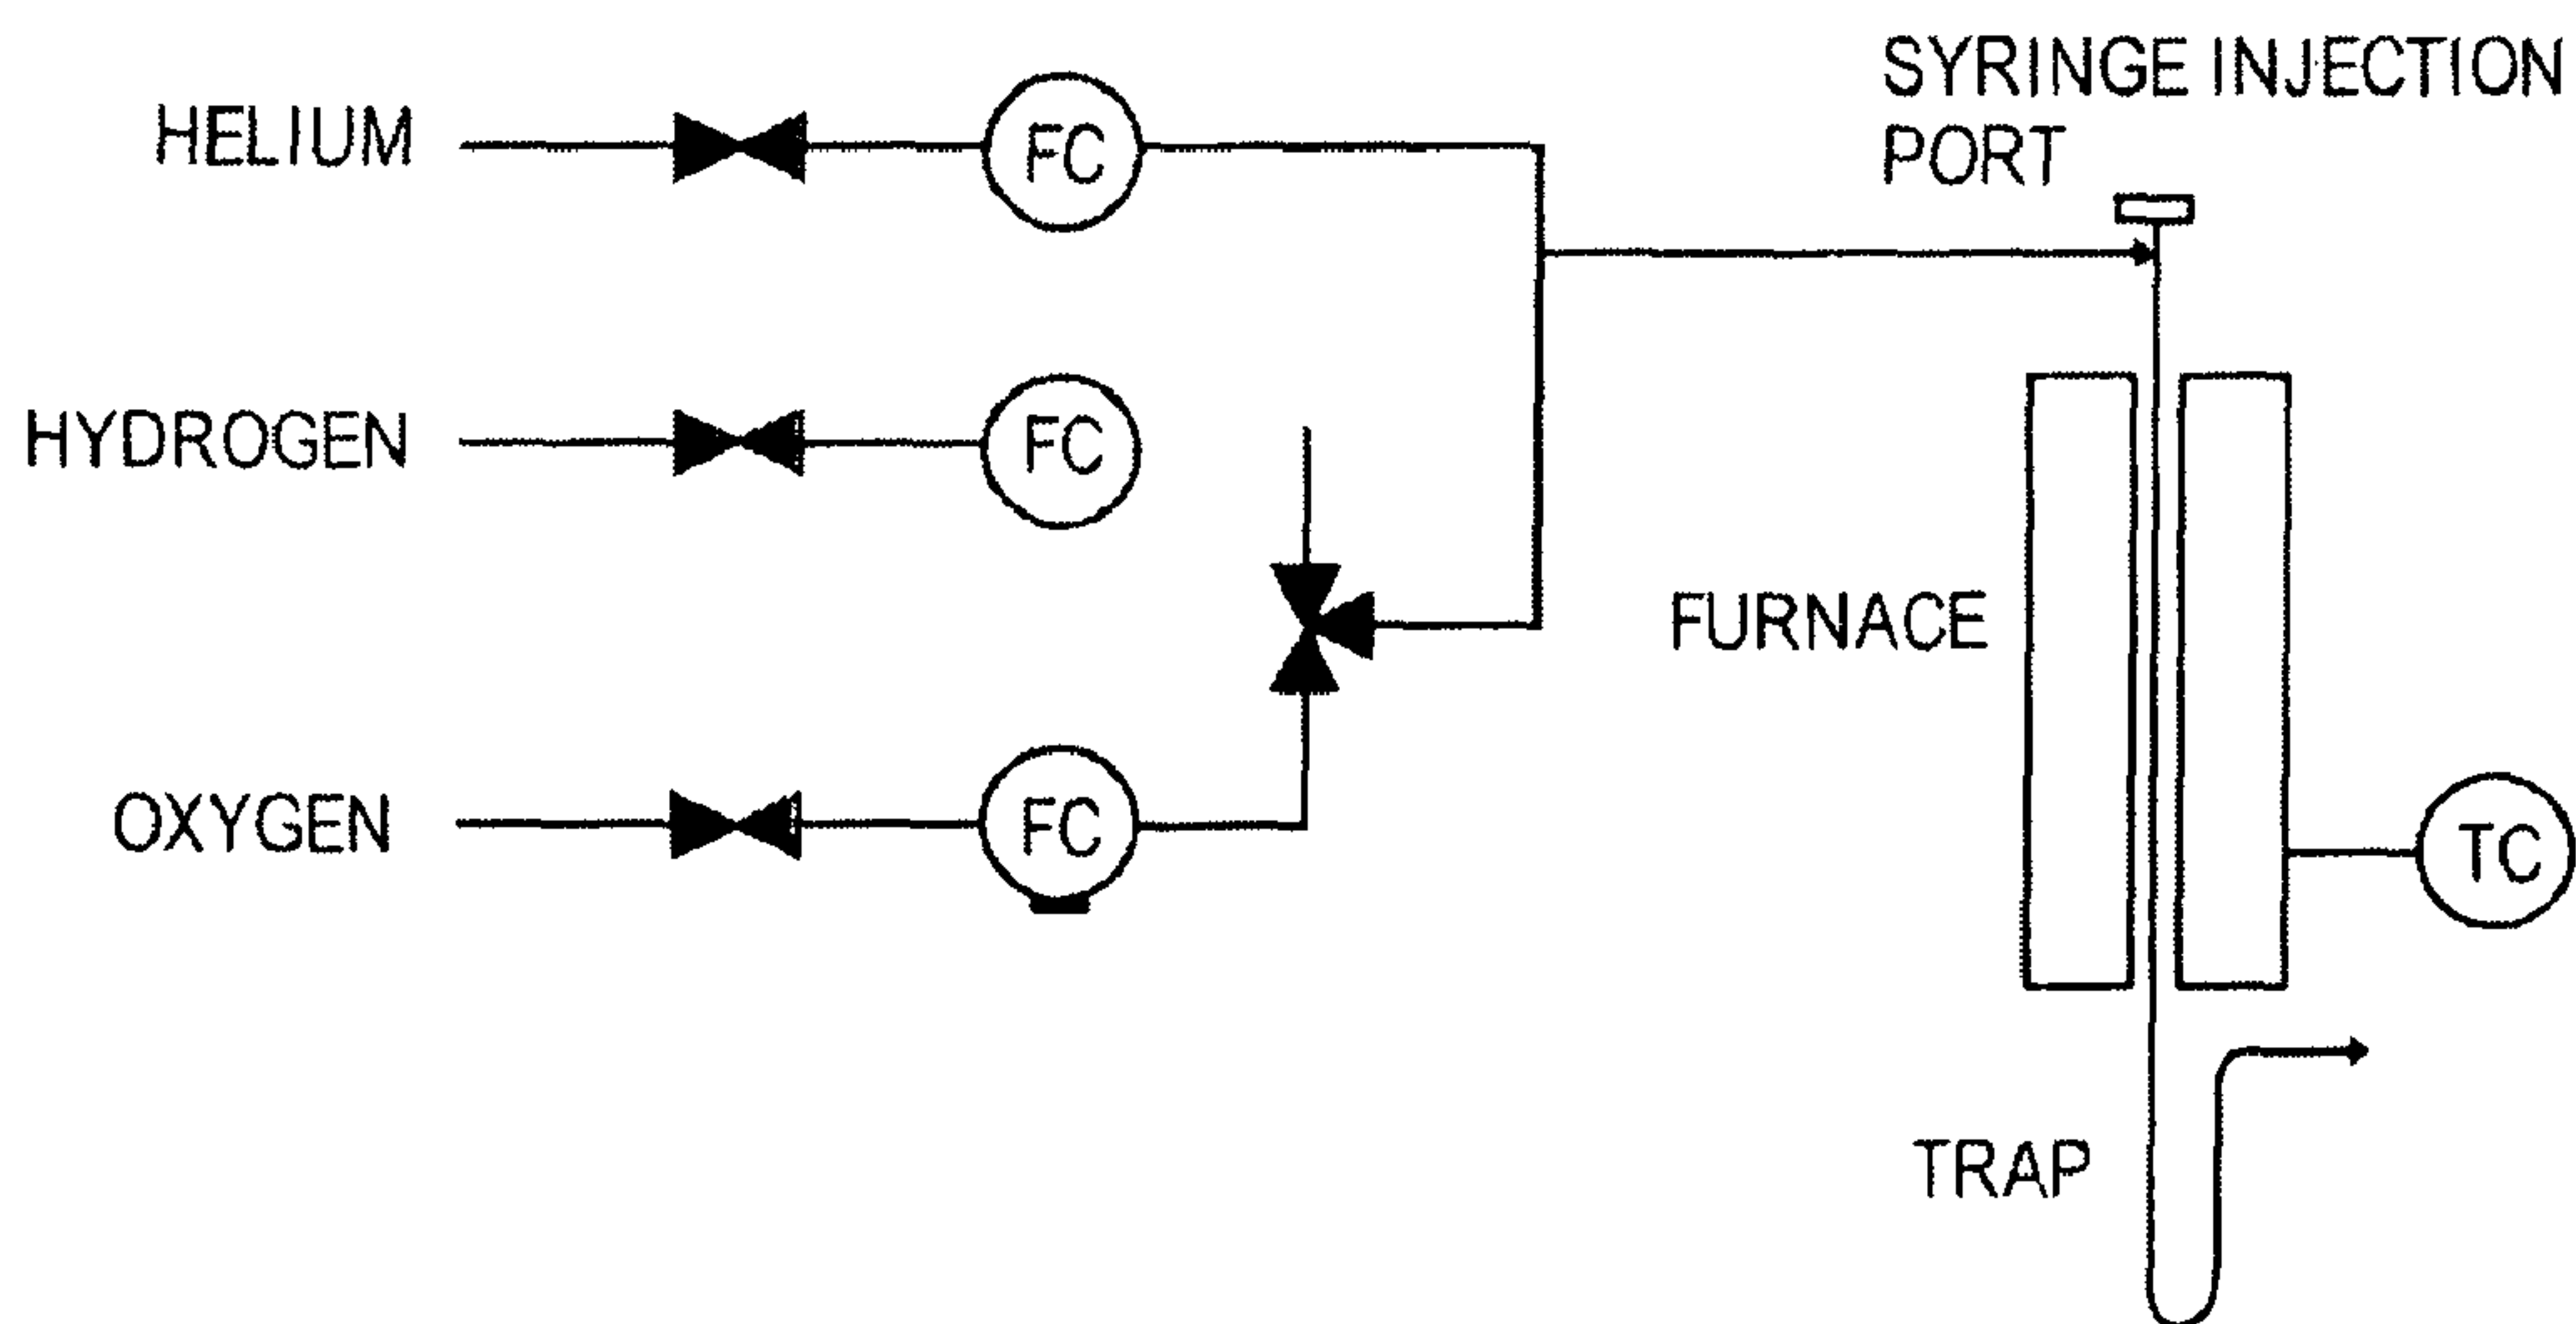 SYRINGE INJECTION
PORT
HELIUM
FC
HYDROGEN
FC
FURNACE
OXYGEN
FC
TC
TRAP